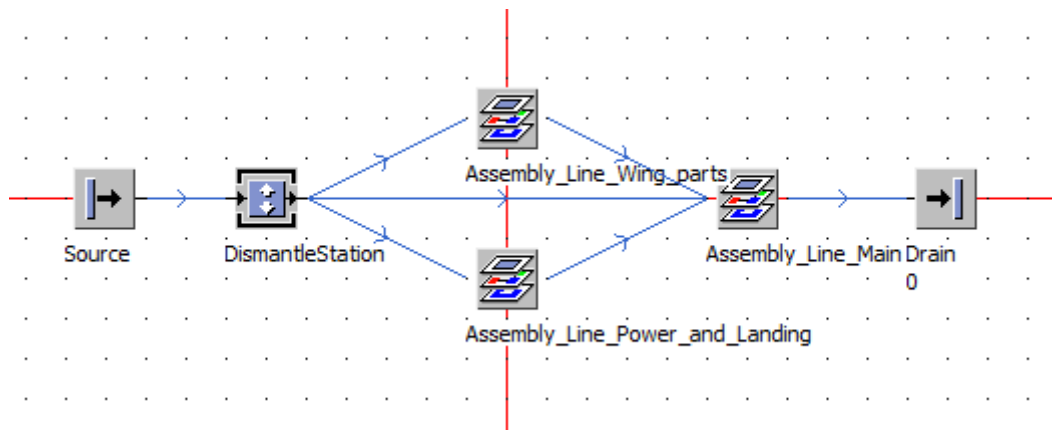 Assembly_Line_Wing_parts
Source
DismantleStation
Assembly_Line_Main
Drain
0
Assembly_Line_Power_and_Landing